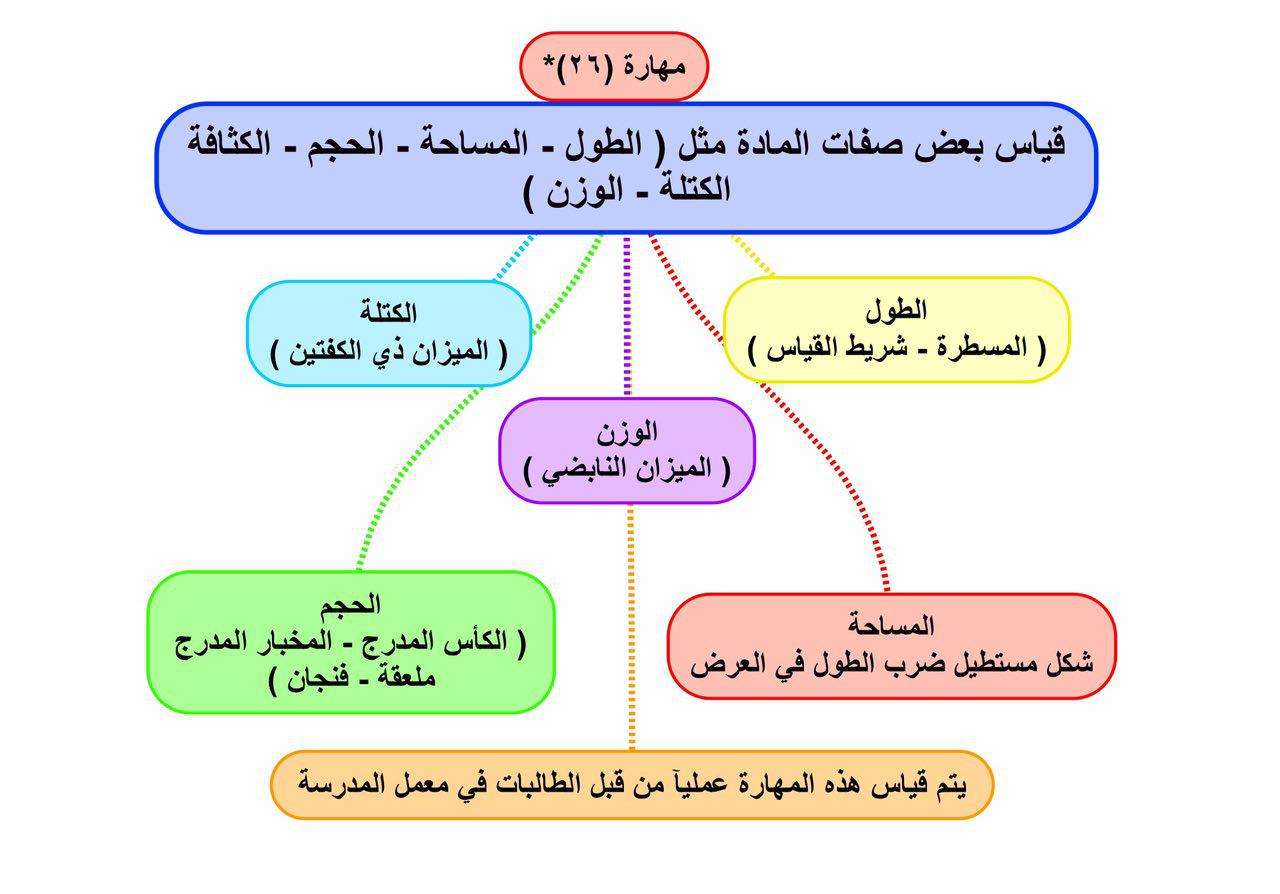 مهارة (٢٦)*
قياس بعض صفات المادة مثل ( الطول - المساحة - الحجم - الكثافة
الكتلة - الوزن )
الطول
( المسطرة - شريط القياس )
الكتلة
( الميزان ذي الكفتين )
الوزن
( الميزان النابضي )
المساحة
شكل مستطيل ضرب الطول في العرض
الحجم
( الكأس المدرج - المخبار المدرج
ملعقة - فنجان )
يتم قياس هذه المهارة عمليآ من قبل الطالبات في معمل المدرسة